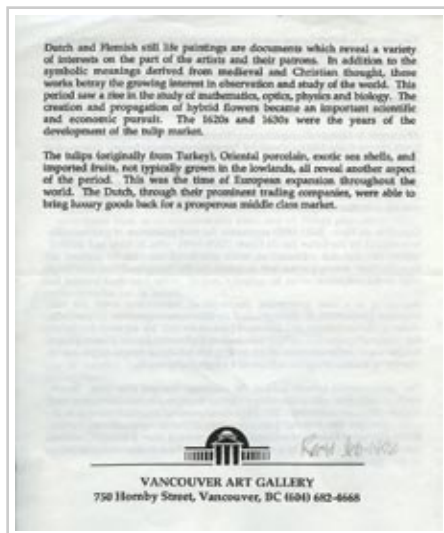 Dutch and Flemish still life paintings are documents which reveal a variety
of interests on the part of the artists and their patrons. In addition to the
symbolic meanings derived from medieval and Christian thought, these
works betray the growing interest in observation and study of the world. This
period saw a rise in the study of mathematics, optics, physics and biology. The
creation and propagation of hybrid flowers became an important scientific
and economic pursuit. The 1620s and 1630s were the years of the
development of the tulip market.
The tulips (originally from Turkey), Oriental porcelain, exotic sea shells, and
imported fruits, not typically grown in the lowlands, all reveal another aspect
of the period. This was the time of European expansion throughout the
world. The Dutch, through their prominent trading companies, were able to
bring luxury goods back for a prosperous middle class market.
VANCOUVER ART GALLERY
750 Hornby Street, Vancouver, BC (604) 682-4668